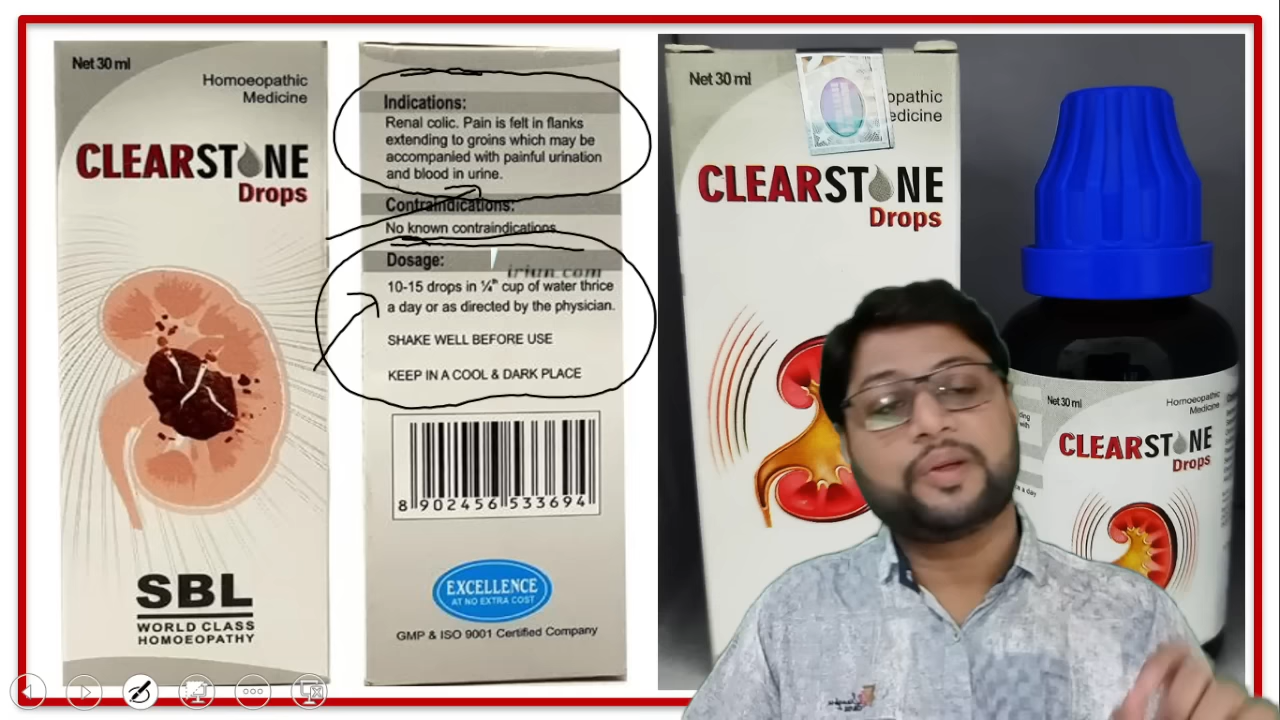 Net 30 ml
Homoeopathic
Medicine
CLEARSTONE
Drops
SBL
WORLD CLASS
HOMOEOPATHY
Indications:
Renal colic. Pain is felt in flanks
extending to groins which may be
accompanied with painful urination
and blood in urine.
Contraindications:
No known contraindications
Dosage:
10-15 drops in ¼th cup of water thrice
a day or as directed by the physician.
SHAKE WELL BEFORE USE
KEEP IN A COOL & DARK PLACE
8 902456 533694
EXCELLENCE
AT NO EXTRA COST
GMP & ISO 9001 Certified Company
Net 30 ml
opathic
edicine
CLEARSTONE
Drops
Net 30 ml
Homoeopathic
Medicine
CLEARSTONE
Drops